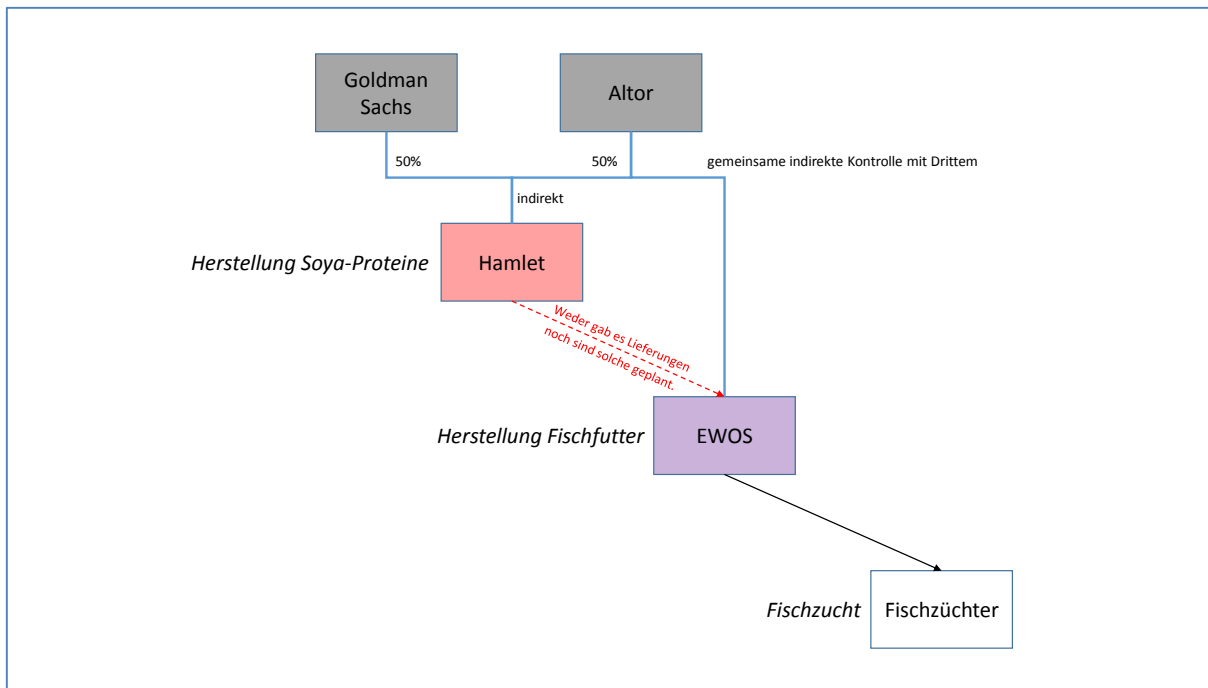 Goldman
Sachs
Altor
50%
50%
gemeinsame indirekte Kontrolle mit Drittem
indirekt
Herstellung Soya-Proteine
Hamlet
Weder gab es Lieferungen
noch sind solche geplant.
Herstellung Fischfutter
EWOS
Fischzucht
Fischzüchter